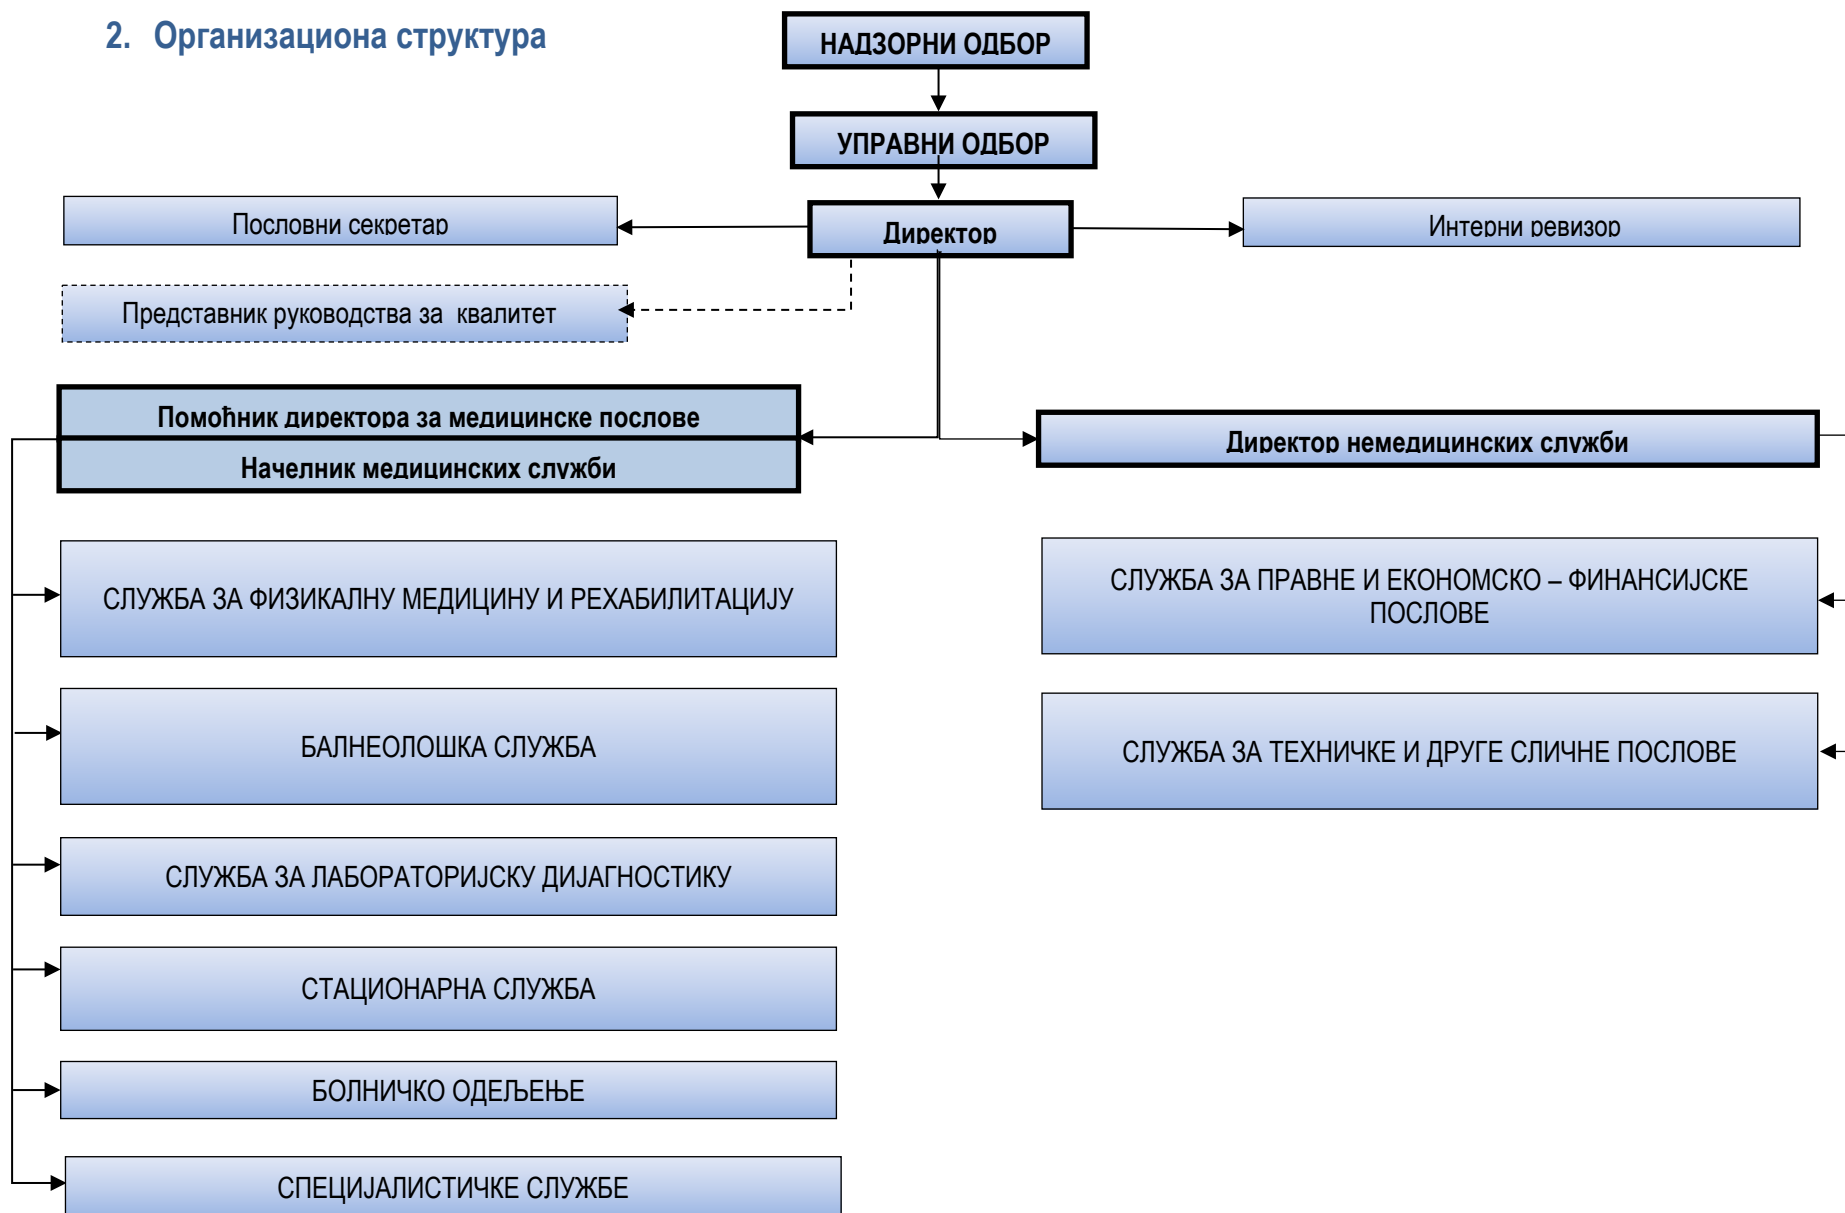 2. Организациона структура
НАДЗОРНИ ОДБОР
УПРАВНИ ОДБОР
Пословни секретар
Директор
Интерни ревизор
Представник руководства за квалитет
Помоћник директора за медицинске послове
Начелник медицинских служби
Директор немедицинских служби
СЛУЖБА ЗА ФИЗИКАЛНУ МЕДИЦИНУ И РЕХАБИЛИТАЦИЈУ
СЛУЖБА ЗА ПРАВНЕ И ЕКОНОМСКО – ФИНАНСИЈСКЕ
ПОСЛОВЕ
БАЛНЕОЛОШКА СЛУЖБА
СЛУЖБА ЗА ТЕХНИЧКЕ И ДРУГЕ СЛИЧНЕ ПОСЛОВЕ
СЛУЖБА ЗА ЛАБОРАТОРИЈСКУ ДИЈАГНОСТИКУ
СТАЦИОНАРНА СЛУЖБА
БОЛНИЧКО ОДЕЉЕЊЕ
СПЕЦИЈАЛИСТИЧКЕ СЛУЖБЕ